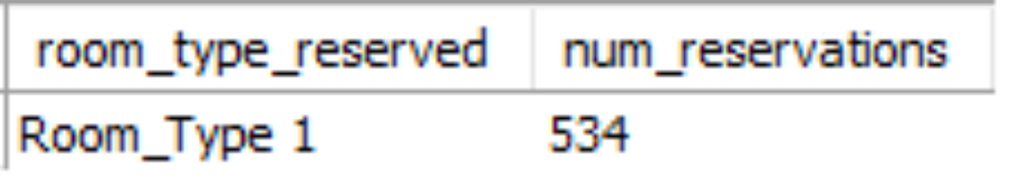 room_type_reserved num_reservations
Room_Type 1 534